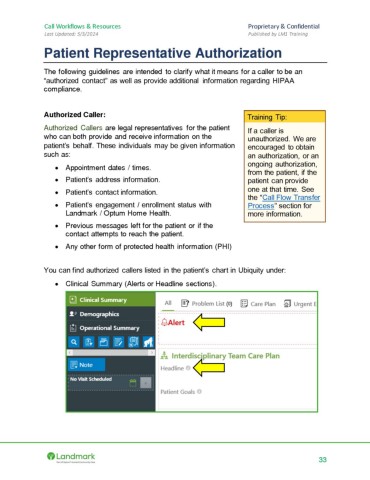 Call Workflows & Resources
Proprietary & Confidential
Last Updated: 5/3/2024
Published by LM1 Training
Patient Representative Authorization
The following guidelines are intended to clarify what it means for a caller to be an
"authorized contact" as well as provide additional information regarding HIPAA
compliance.
Authorized Caller:
Authorized Callers are legal representatives for the patient
who can both provide and receive information on the
patient's behalf. These individuals may be given information
such as:
• Appointment dates / times.
• Patient's address information.
• Patient's contact information.
• Patient's engagement / enrollment status with
Landmark / Optum Home Health.
• Previous messages left for the patient or if the
contact attempts to reach the patient.
• Any other form of protected health information (PHI)
Training Tip:
If a caller is
unauthorized. We are
encouraged to obtain
an authorization, or an
ongoing authorization,
from the patient, if the
patient can provide
one at that time. See
the "Call Flow Transfer
Process" section for
more information.
You can find authorized callers listed in the patient's chart in Ubiquity under:
• Clinical Summary (Alerts or Headline sections).
Clinical Summary
Demographics
Operational Summary
Note
No Visit Scheduled
All
Problem List (0)
Care Plan
Urgent E
Alert
Interdisciplinary Team Care Plan
Headline
Patient Goals
Landmark
33